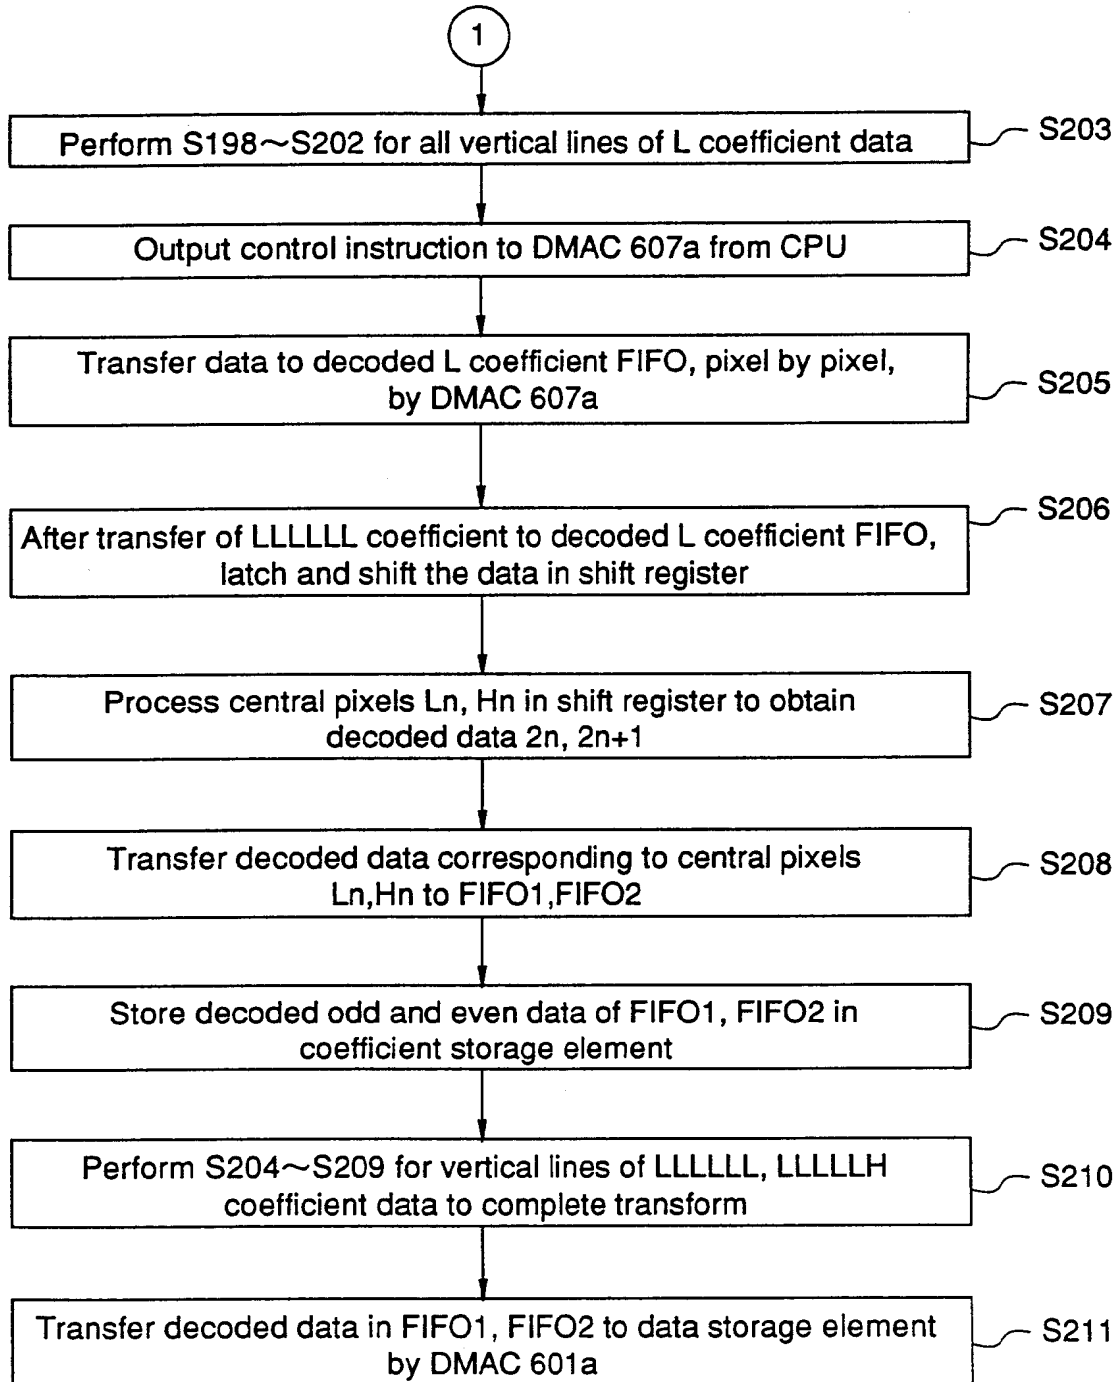 1
Perform S198~S202 for all vertical lines of L coefficient data
S203
Output control instruction to DMAC 607a from CPU
S204
Transfer data to decoded L coefficient FIFO, pixel by pixel,
by DMAC 607a
S205
After transfer of LLLLLL coefficient to decoded L coefficient FIFO,
latch and shift the data in shift register
S206
Process central pixels Ln, Hn in shift register to obtain
decoded data 2n, 2n+1
S207
Transfer decoded data corresponding to central pixels
Ln,Hn to FIFO1,FIFO2
S208
Store decoded odd and even data of FIFO1, FIFO2 in
coefficient storage element
S209
Perform S204~S209 for vertical lines of LLLLLL, LLLLLH
coefficient data to complete transform
S210
Transfer decoded data in FIFO1, FIFO2 to data storage element
by DMAC 601a
S211